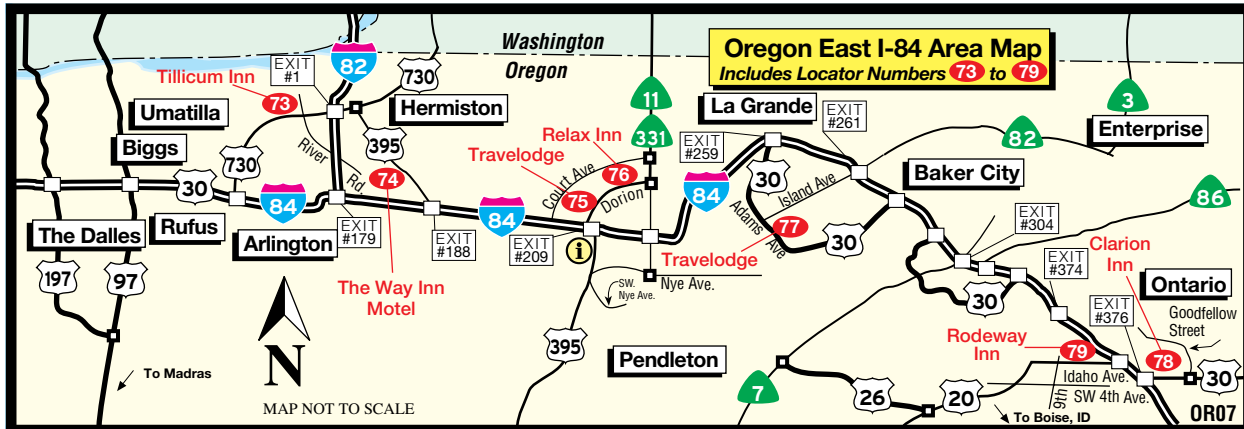 Washington
Oregon
Oregon East I-84 Area Map
Includes Locator Numbers 73 to 79
Tillicum Inn
73
EXIT
#1
82
730
Hermiston
Umatilla
Biggs
730
River
Rd.
395
74
30
84
Rufus
The Dalles
Arlington
EXIT
#179
EXIT
#188
197
97
The Way Inn
Motel
To Madras
N
MAP NOT TO SCALE
11
331
Relax Inn
76
Travelodge
75
Court Ave
Dorion
84
EXIT
#209
i
SW.
Nye Ave.
Nye Ave.
395
Pendleton
La Grande
EXIT
#259
EXIT
#261
84
30
Island Ave
Adams Ave
77
Travelodge
30
82
3
Enterprise
Baker City
86
EXIT
#304
EXIT
#374
Clarion
Inn
Ontario
30
EXIT
#376
Goodfellow
Street
Rodeway
Inn
79
78
30
Idaho Ave.
SW 4th Ave.
9th
7
26
20
To Boise, ID
OR07